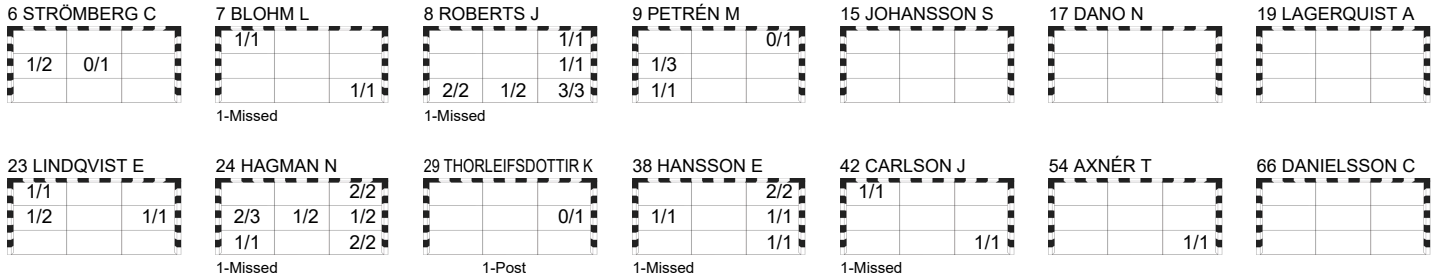 6 STRÖMBERG C 7 BLOHM L 8 ROBERTS J 9 PETRÉN M 15 JOHANSSON S 17 DANO N 19 LAGERQUIST A
1/1 1/1 0/1
1/2 0/1 1/1 1/3
1/1 2/2 1/2 3/3 1/1
1-Missed 1-Missed
23 LINDQVIST E 24 HAGMAN N 29 THORLEIFSDOTTIR K 38 HANSSON E 42 CARLSON J 54 AXNÉR T 66 DANIELSSON C
1/1 2/2 2/2 1/1
1/2 1/1 2/3 1/2 1/2 0/1 1/1 1/1
1/1 2/2 1/1 1/1 1/1
1-Missed 1-Post 1-Missed 1-Missed